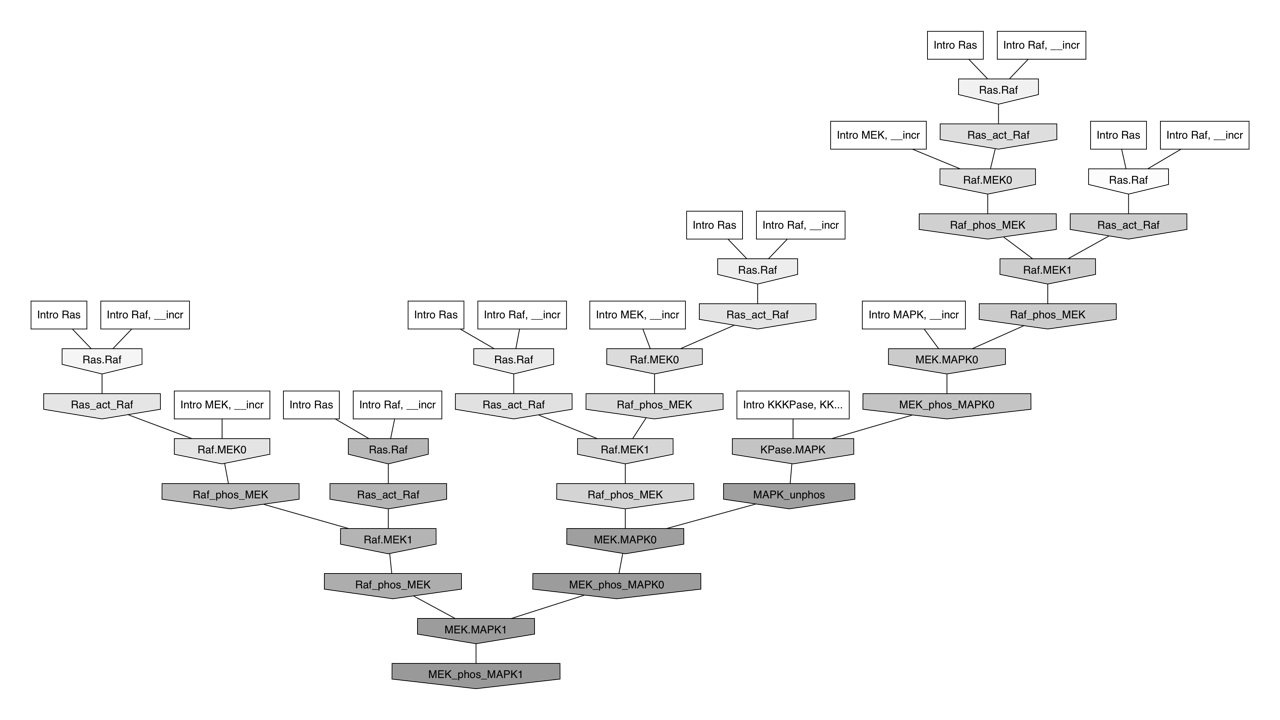 Intro Ras
Intro Raf, __incr
Ras.Raf
Intro MEK, __incr
Ras_act_Raf
Intro Ras
Intro Raf, __incr
Raf.MEK0
Ras.Raf
Intro Ras
Intro Raf, __incr
Raf_phos_MEK
Ras_act_Raf
Ras.Raf
Raf.MEK1
Intro Ras
Intro Raf, __incr
Intro Ras
Intro Raf, __incr
Intro MEK, __incr
Ras_act_Raf
Intro MAPK, __incr
Raf_phos_MEK
Ras.Raf
Ras.Raf
Raf.MEK0
MEK.MAPK0
Ras_act_Raf
Intro MEK, __incr
Intro Ras
Intro Raf, __incr
Ras_act_Raf
Raf_phos_MEK
Intro KKKPase, KK...
MEK_phos_MAPK0
Raf.MEK0
Ras.Raf
Raf.MEK1
KPase.MAPK
Raf_phos_MEK
Ras_act_Raf
Raf_phos_MEK
MAPK_unphos
Raf.MEK1
MEK.MAPK0
Raf_phos_MEK
MEK_phos_MAPK0
MEK.MAPK1
MEK_phos_MAPK1